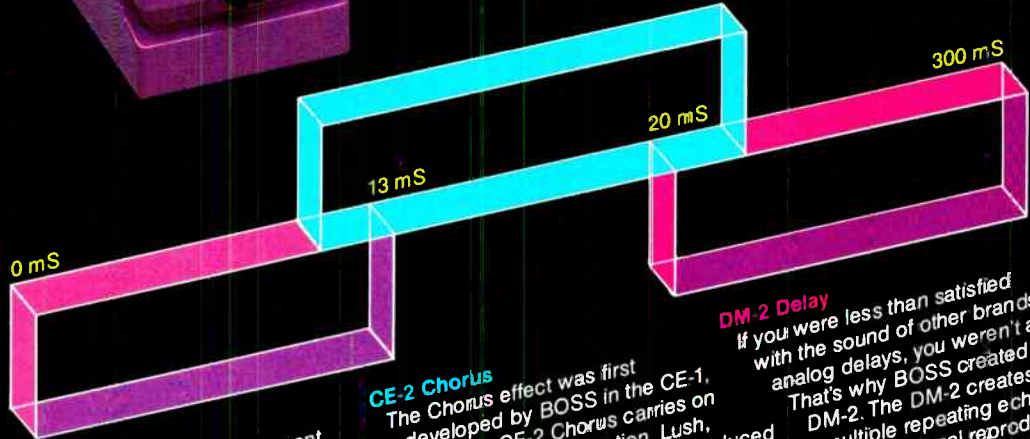 0 mS
13 mS
20 mS
300 mS
CE-2 Chorus
The Chorus effect was first
developed by BOSS in the CE-1,
CE-2 Chorus carries on
Lush,
DM-2 Delay
If you were less than satisfied
with the sound of other brands
analog delays, you weren't
That's why BOSS created
DM-2. The DM-2 creates
multiple repeating